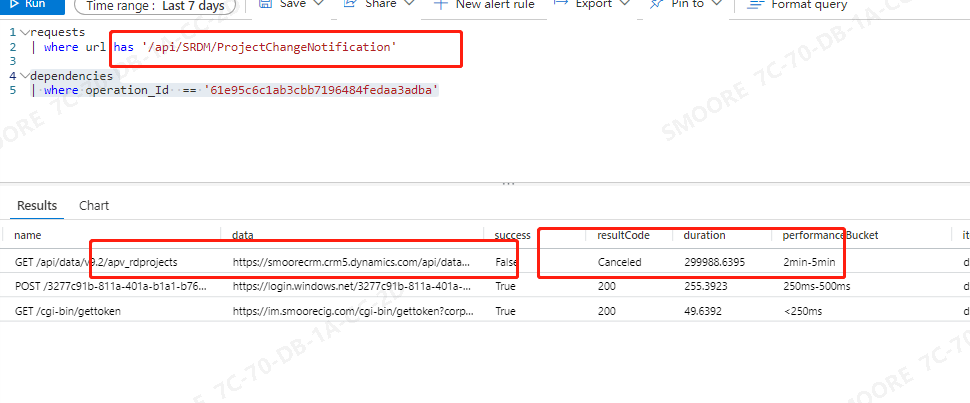 Run Time range : Last 7 days Save Share New alert rule Export Pin to Format query
1 requests
2 | where url has '/api/SRDM/ProjectChangeNotification'
3
4 dependencies
5 | where operation_Id == '61e95c6c1ab3cbb7196484fedaa3adba'
SMOORE 7C-70-DB-1A-CC-2D
Results Chart
name data success resultCode duration performanceBucket it
GET /api/data/v9.2/apv_rdprojects https://smoorecrm.crm5.dynamics.com/api/data... False Canceled 299988.6395 2min-5min d
POST /3277c91b-811a-401a-b1a1-b76... https://login.windows.net/3277c91b-811a-401a-... True 200 255.3923 250ms-500ms d
GET /cgi-bin/gettoken https://im.smoorecig.com/cgi-bin/gettoken?corp... True 200 49.6392 <250ms d